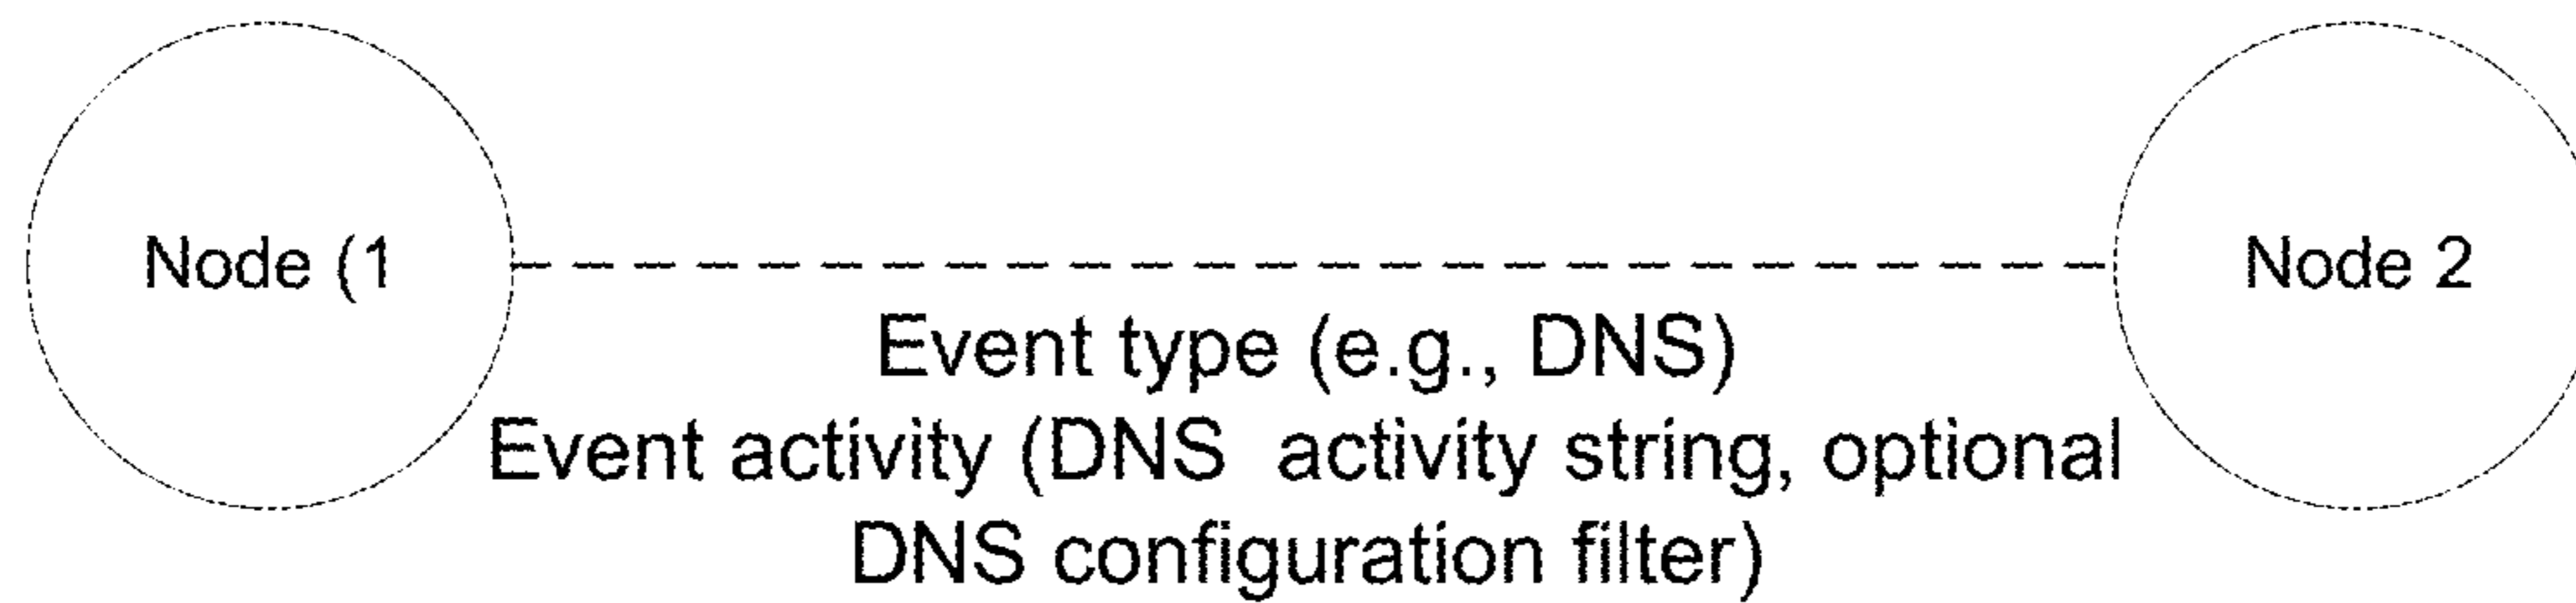 Node (1
Node 2
Event type (e.g., DNS)
Event activity (DNS  activity string, optional
DNS configuration filter)